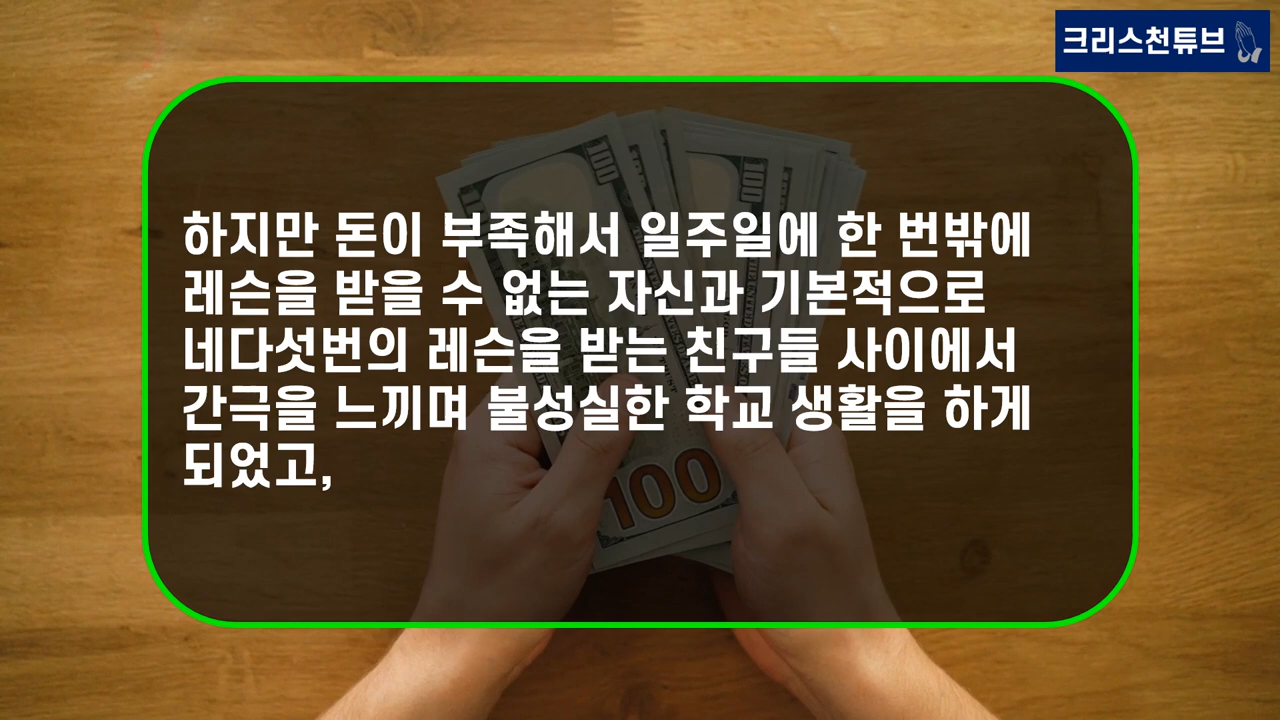 크리스천튜브
하지만 돈이 부족해서 일주일에 한 번밖에
레슨을 받을 수 없는 자신과 기본적으로
네다섯번의 레슨을 받는 친구들 사이에서
간극을 느끼며 불성실한 학교 생활을 하게
되었고,
100
100
100